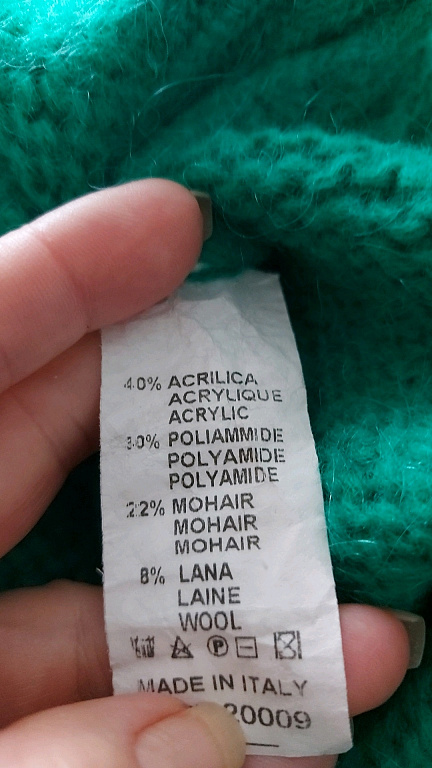 40% ACRILICA
ACRYLIQUE
ACRYLIC
30% POLIAMMIDE
POLYAMIDE
POLYAMIDE
22% MOHAIR
MOHAIR
MOHAIR
8% LANA
LAINE
WOOL
P
MADE IN ITALY
20009